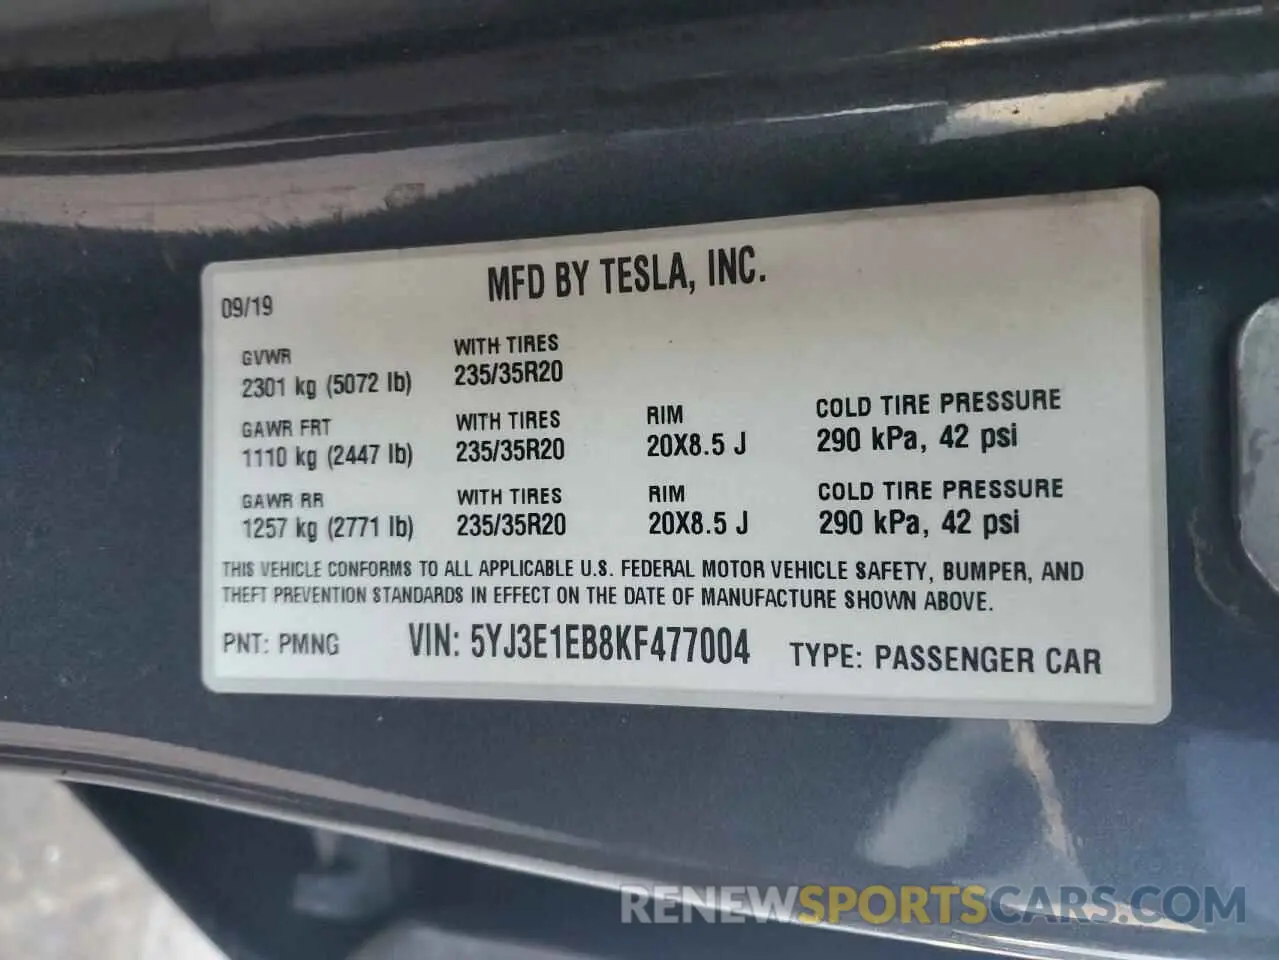 MFD BY TESLA, INC.
09/19
GVWR WITH TIRES
2301 kg (5072 lb) 235/35R20
GAWR FRT WITH TIRES RIM COLD TIRE PRESSURE
1110 kg (2447 lb) 235/35R20 20X8.5 J 290 kPa, 42 psi
GAWR RR WITH TIRES RIM COLD TIRE PRESSURE
1257 kg (2771 lb) 235/35R20 20X8.5 J 290 kPa, 42 psi
THIS VEHICLE CONFORMS TO ALL APPLICABLE U.S. FEDERAL MOTOR VEHICLE SAFETY, BUMPER, AND
THEFT PREVENTION STANDARDS IN EFFECT ON THE DATE OF MANUFACTURE SHOWN ABOVE.
PNT: PMNG VIN: 5YJ3E1EB8KF477004 TYPE: PASSENGER CAR
RENEWSPORTSCARS.COM